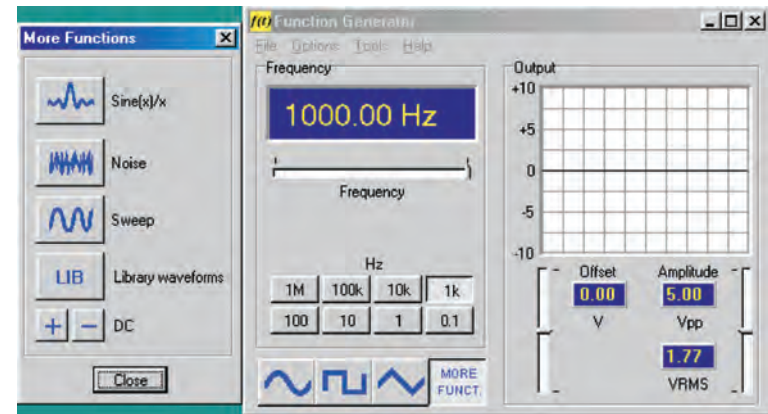 More Functions
Sine(x)/x
Noise
Sweep
LIB
Library waveforms
+ -
DC
Close
f(t) Function Generator
File Options Tools Help
Frequency
1000.00 Hz
Frequency
Hz
1M 100k 10k 1k
100 10 1 0.1
MORE
FUNCT.
Output
+10
+5
0
-5
-10
Offset Amplitude
0.00 5.00
V Vpp
1.77
VRMS